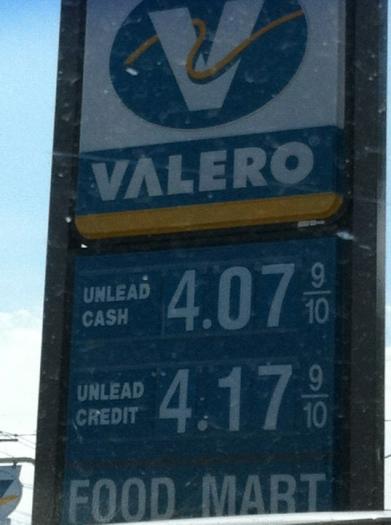 V
VALERO
UNLEAD
CASH
4.07 9/10
UNLEAD
CREDIT
4.17 9/10
FOOD MART